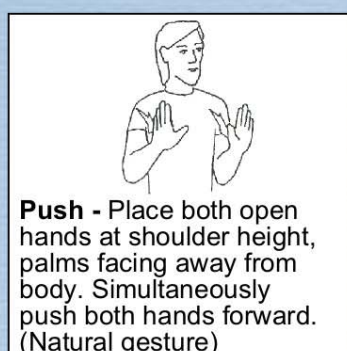 Push - Place both open
hands at shoulder height,
palms facing away from
body. Simultaneously
push both hands forward.
(Natural gesture)